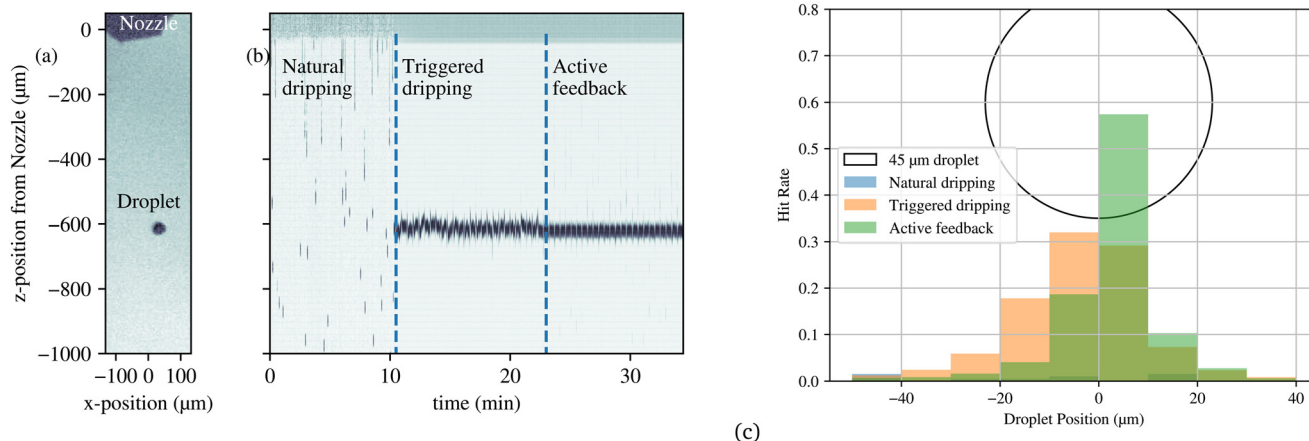 Nozzle
(a)
Droplet
z-position from Nozzle (μm)
0
−200
−400
−600
−800
−1000
−100 0 100
x-position (μm)
(b)
Natural
dripping
Triggered
dripping
Active
feedback
0 10 20 30
time (min)
(c)
Hit Rate
0.8
0.7
0.6
0.5
0.4
0.3
0.2
0.1
0.0
45 μm droplet
Natural dripping
Triggered dripping
Active feedback
−40 −20 0 20 40
Droplet Position (μm)